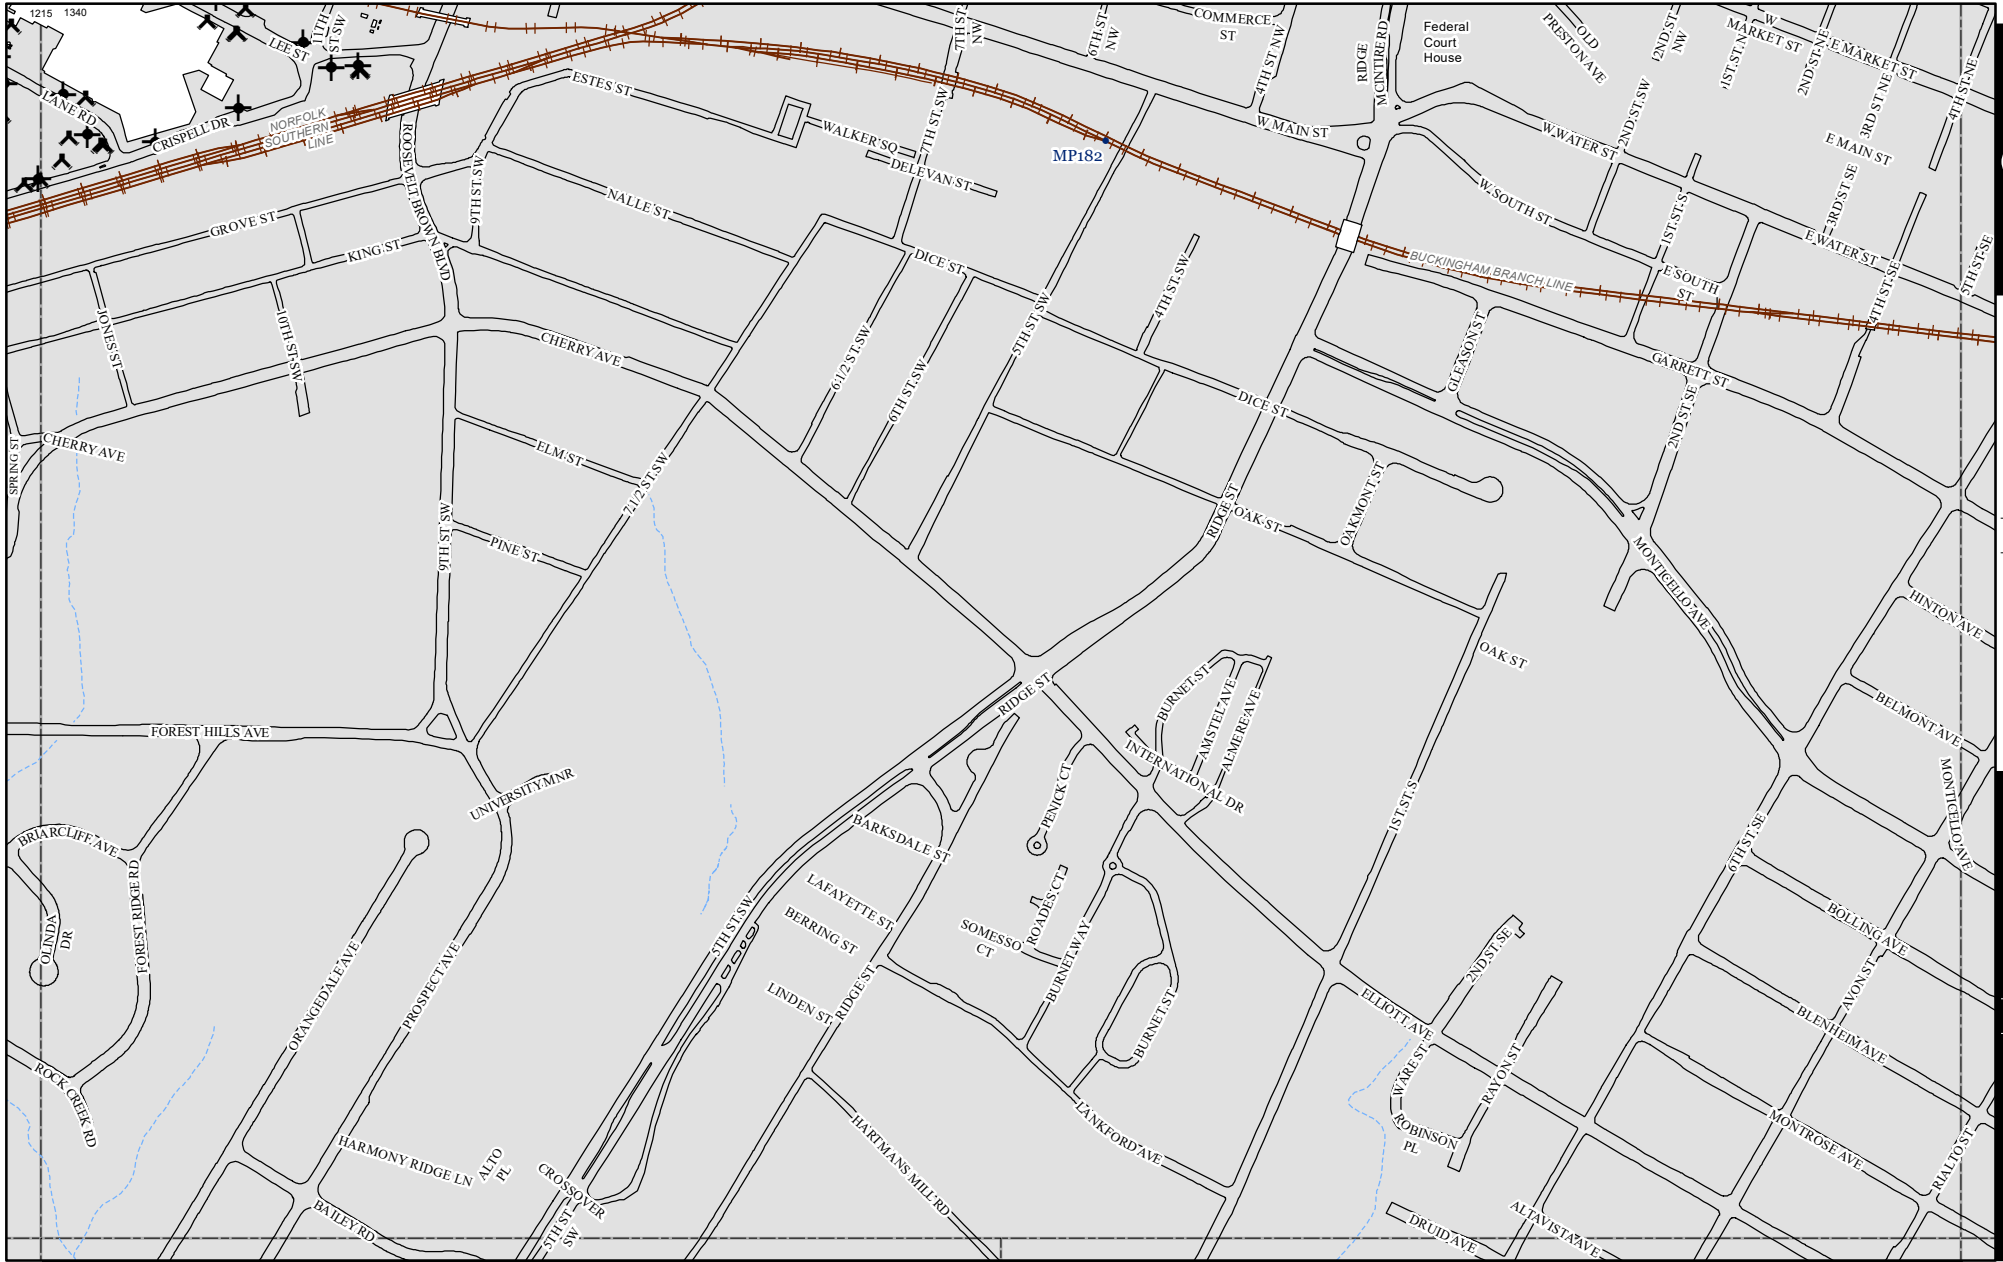 1215 1340
LEE ST
11TH
ST SW
7TH ST
NW
6TH ST
NW
COMMERCE
ST
4TH ST NW
RIDGE
MCINTIRE RD
Federal
Court
House
OLD
PRESTON AVE
2ND ST
NW
W
MARKET ST
1ST ST N
2ND ST NE
E MARKET ST
3RD ST NE
4TH ST NE
LANE RD
CRISPELL DR
NORFOLK
SOUTHERN
LINE
ESTES ST
WALKER SQ
7TH ST SW
DELEVAN ST
MP182
W MAIN ST
W WATER ST
2ND ST SW
E MAIN ST
3RD ST SE
ROOSEVELT BROWN BLVD
9TH ST SW
NALLE ST
GROVE ST
KING ST
DICE ST
W SOUTH ST
1ST ST S
E WATER ST
5TH ST SE
4TH ST SE
BUCKINGHAM BRANCH LINE
E SOUTH
ST
4TH ST SW
5TH ST SW
JONES ST
10TH ST SW
CHERRY AVE
6 1/2 ST SW
6TH ST SW
GLEASON ST
GARRETT ST
DICE ST
2ND ST SE
SPRING ST
CHERRY AVE
ELM ST
7 1/2 ST SW
9TH ST SW
PINE ST
RIDGE ST
OAK ST
OAKMONT ST
MONTICELLO AVE
HINTON AVE
OAK ST
BELMONT AVE
MONTICELLO AVE
BURNET ST
AMSTEL AVE
ALMERE AVE
INTERNATIONAL DR
RIDGE ST
FOREST HILLS AVE
UNIVERSITY MNR
PENICK CT
1ST ST S
6TH ST SE
BRIARCLIFF AVE
FOREST RIDGE RD
OLINDA
DR
BARKSDALE ST
LAFAYETTE ST
BERRING ST
LINDEN ST
RIDGE ST
5TH ST SW
SOMESSO
CT
ROADES CT
BURNET WAY
BURNET ST
2ND ST SE
BOLLING AVE
AVON ST
BLENHEIM AVE
ORANGEDALE AVE
PROSPECT AVE
ELLIOTT AVE
WARE ST
RAYON ST
ROBINSON
PL
ROCK CREEK RD
HARMONY RIDGE LN
ALTO
PL
CROSSOVER
HARTMANS MILL RD
LANKFORD AVE
MONTROSE AVE
RIALTO ST
BAILEY RD
5TH ST
SW
DRUID AVE
ALTAVISTA AVE